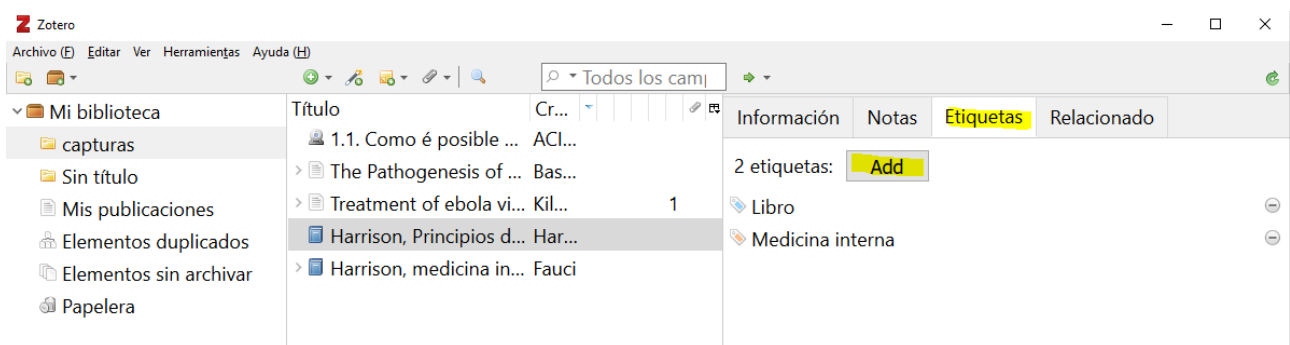 Zotero
Archivo (F) Editar Ver Herramientas Ayuda (H)
Todos los camp
Mi biblioteca
capturas
Sin título
Mis publicaciones
Elementos duplicados
Elementos sin archivar
Papelera
Título Cr...
1.1. Como é posible ... ACI...
The Pathogenesis of ... Bas...
Treatment of ebola vi... Kil... 1
Harrison, Principios d... Har...
Harrison, medicina in... Fauci
Información Notas Etiquetas Relacionado
2 etiquetas: Add
Libro
Medicina interna